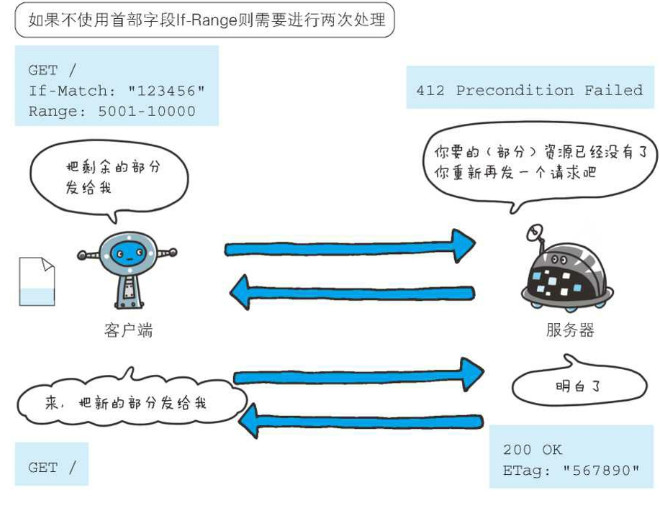 如果不使用首部字段If-Range则需要进行两次处理
GET /
If-Match: "123456"
Range: 5001-10000
412 Precondition Failed
把剩余的部分
发给我
你要的（部分）资源已经没有了
你重新再发一个请求吧
客户端
服务器
来，把新的部分发给我
明白了
GET /
200 OK
ETag: "567890"